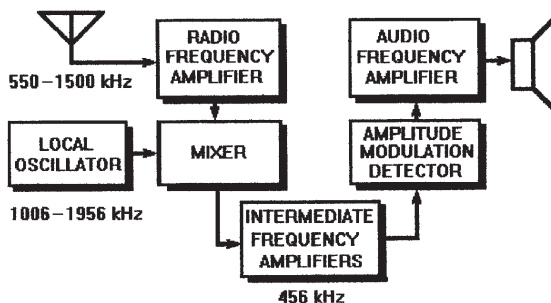 550–1500 kHz
RADIO
FREQUENCY
AMPLIFIER
LOCAL
OSCILLATOR
1006–1956 kHz
MIXER
INTERMEDIATE
FREQUENCY
AMPLIFIERS
456 kHz
AMPLITUDE
MODULATION
DETECTOR
AUDIO
FREQUENCY
AMPLIFIER